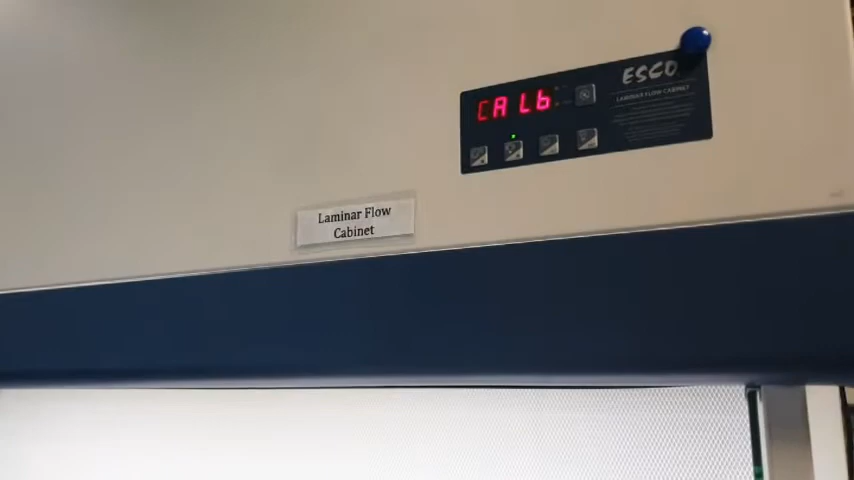 CALb
ESCO
LAMINAR FLOW CABINET
Laminar Flow
Cabinet